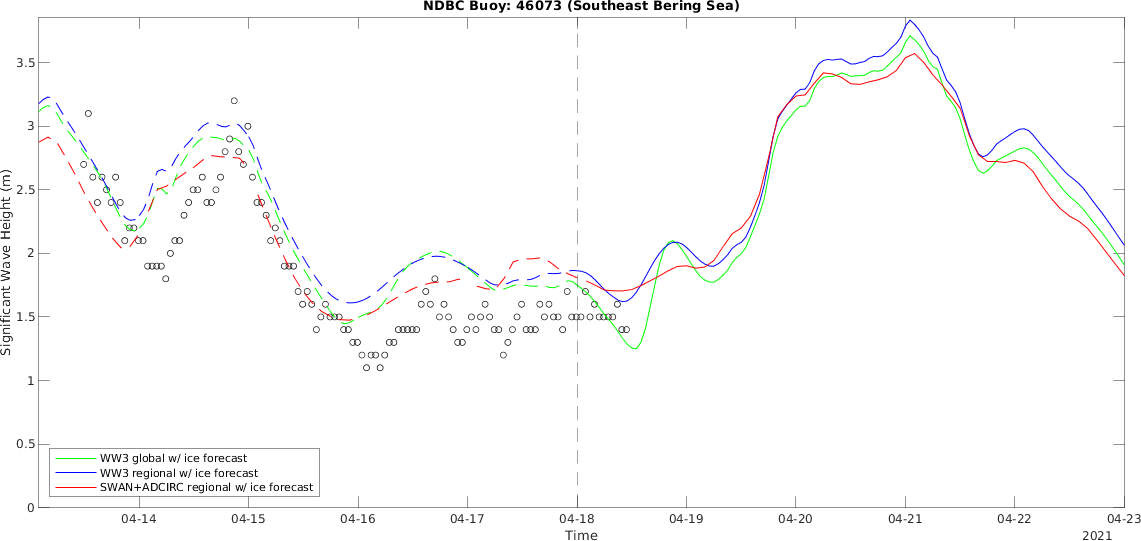 NDBC Buoy: 46073 (Southeast Bering Sea)
Significant Wave Height (m)
3.5
3
2.5
2
1.5
1
0.5
0
WW3 global w/ ice forecast
WW3 regional w/ ice forecast
SWAN+ADCIRC regional w/ ice forecast
04-14 04-15 04-16 04-17 04-18 04-19 04-20 04-21 04-22 04-23
Time
2021